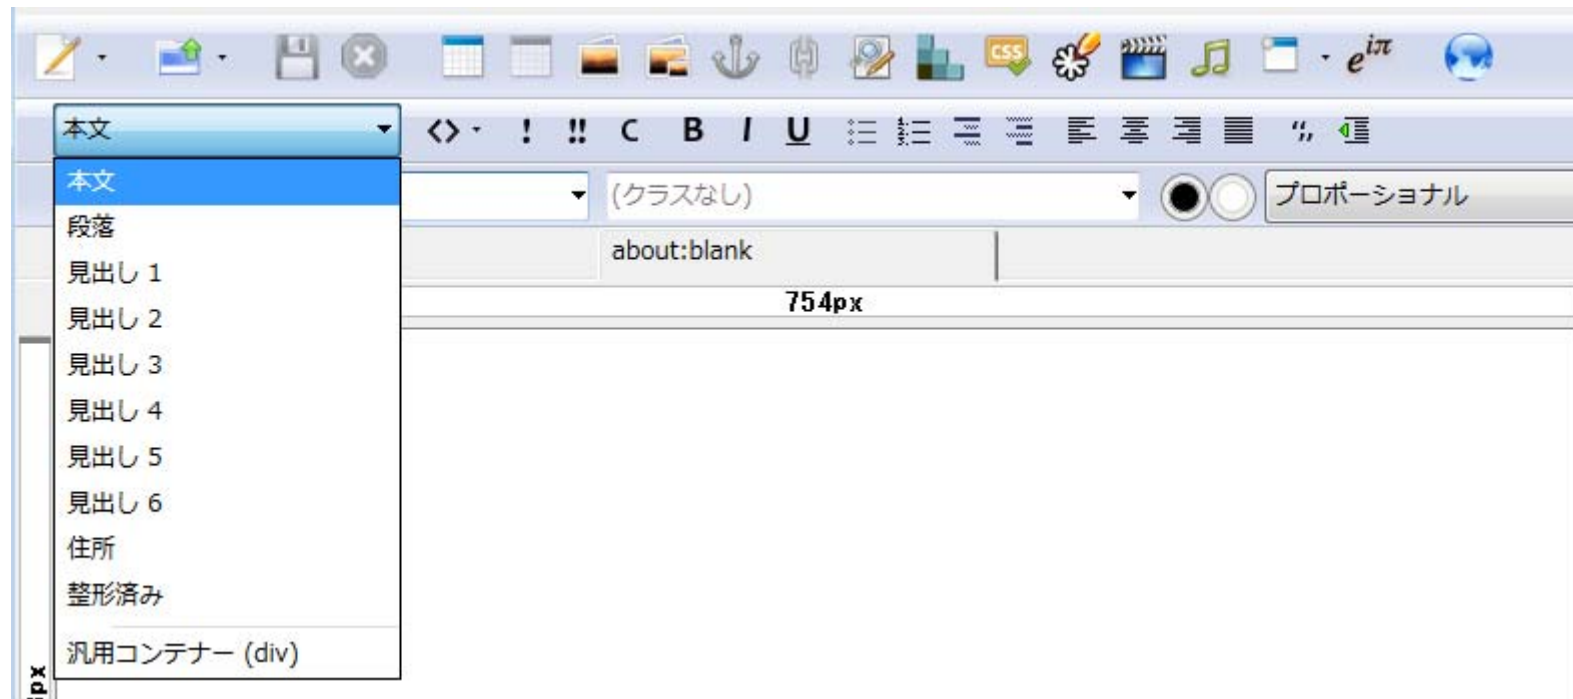 CSS
e^iπ
本文
<> ! !! C B I U “,,
本文
(クラスなし)
プロポーショナル
段落
about:blank
見出し 1
754px
見出し 2
見出し 3
見出し 4
見出し 5
見出し 6
住所
整形済み
汎用コンテナー (div)
px